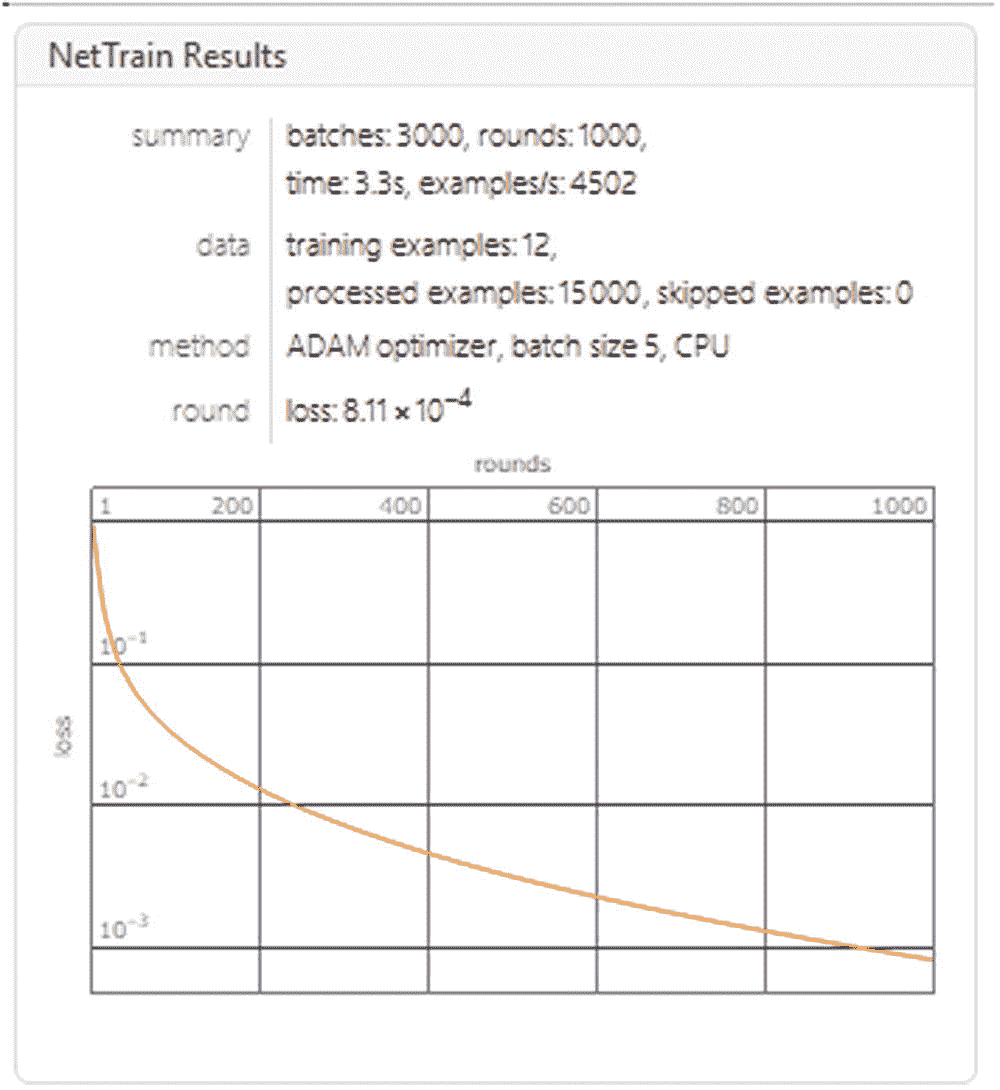 NetTrain Results
summary batches: 3000, rounds: 1000,
time: 3.3s, examples/s: 4502
data training examples: 12,
processed examples: 15000, skipped examples: 0
method ADAM optimizer, batch size 5, CPU
round loss: 8.11 × 10⁻⁴
rounds
1 200 400 600 800 1000
10⁻¹
loss
10⁻²
10⁻³